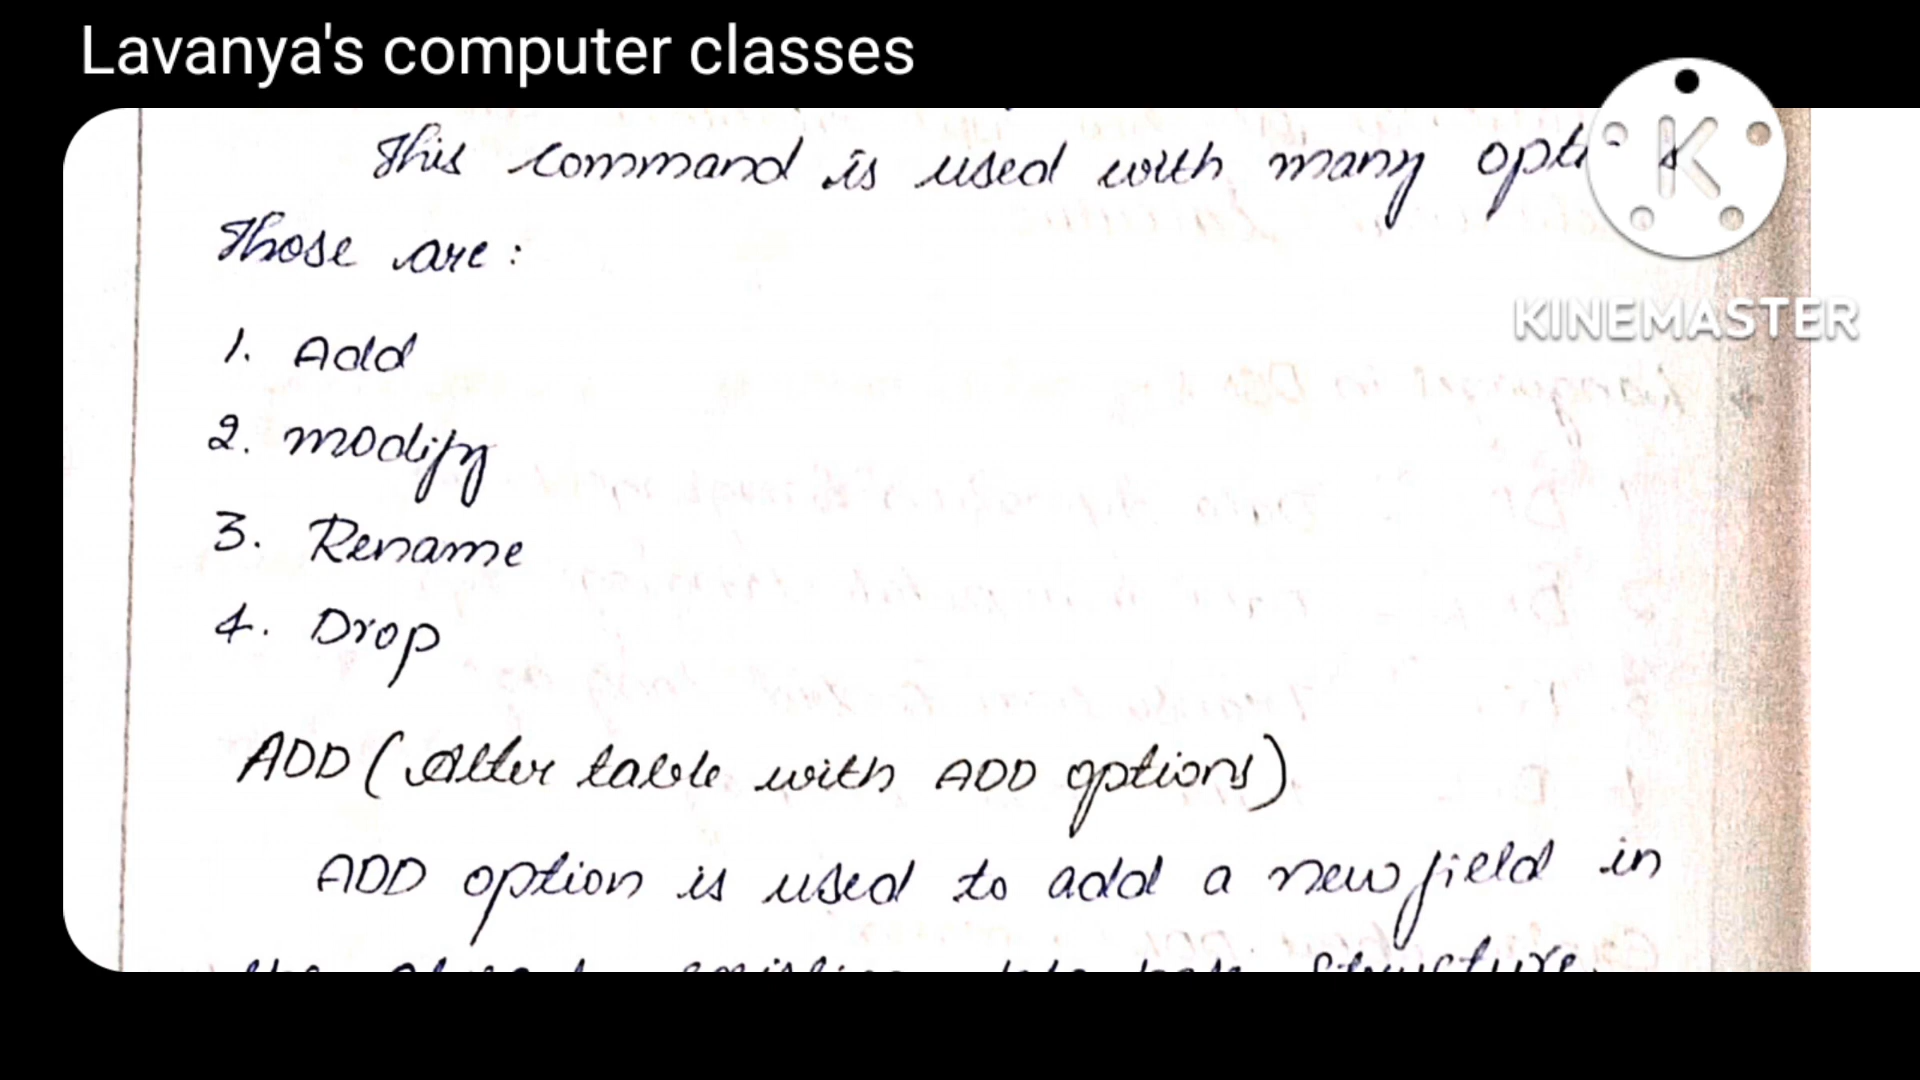 Lavanya's computer classes
This command is used with many
K
KINEMASTER
Those are:
1. Add
2. modify
3. Rename
4. Drop
ADD (Alter table with ADD options)
ADD option is used to add a new field in
structure.